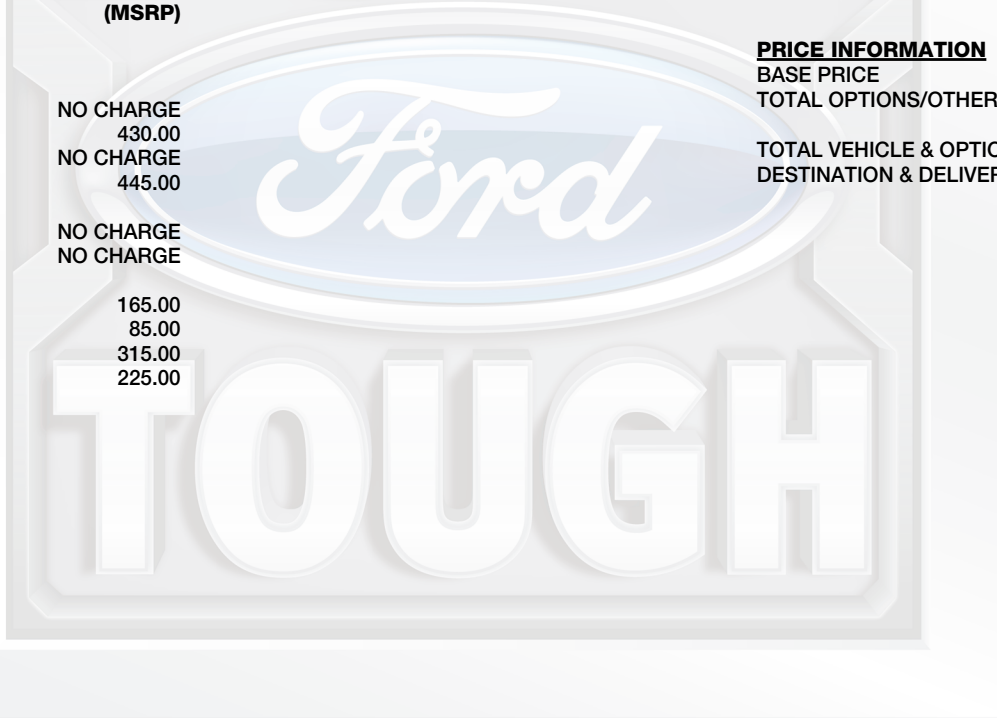 (MSRP)
NO CHARGE
430.00
NO CHARGE
445.00
NO CHARGE
NO CHARGE
165.00
85.00
315.00
225.00
PRICE INFORMATION
BASE PRICE
TOTAL OPTIONS/OTHER
TOTAL VEHICLE & OPTIO
DESTINATION & DELIVER
Ford
TOUGH